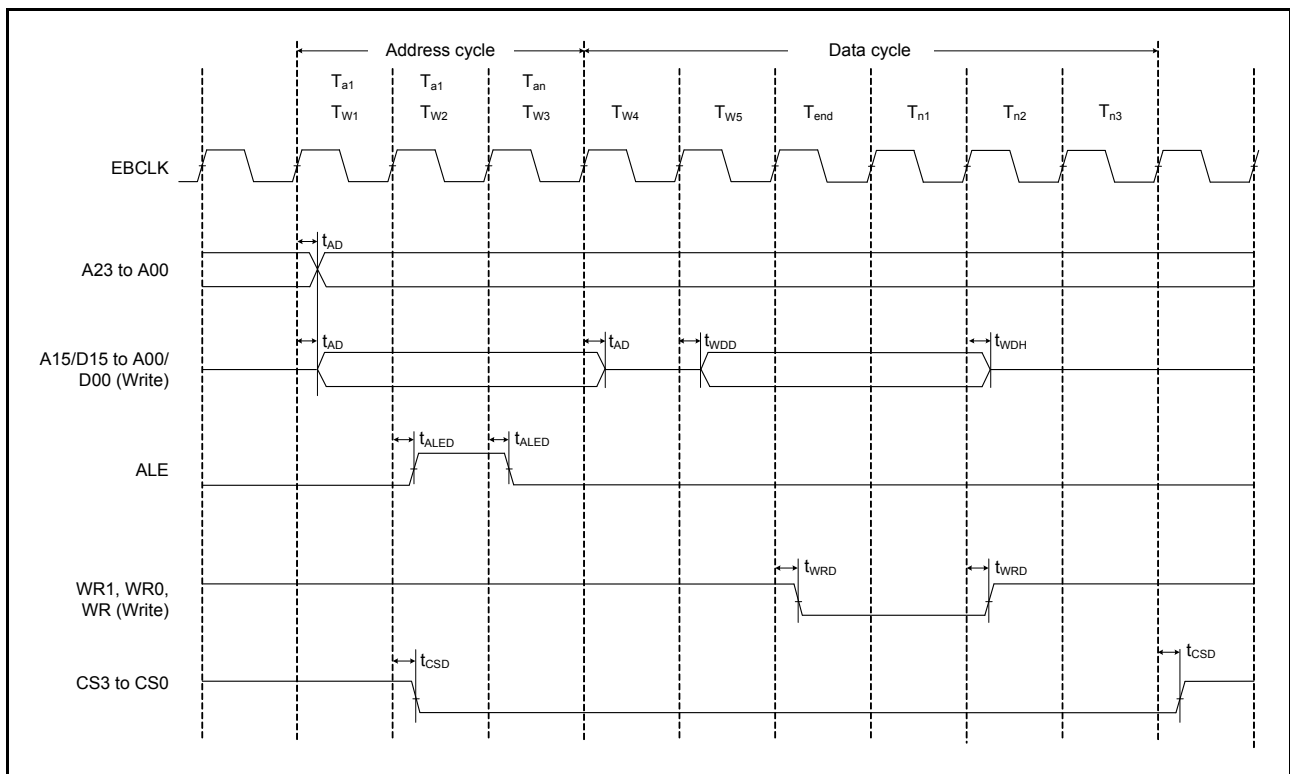 Address cycle Data cycle
Ta1 Ta1 Tan
TW1 TW2 TW3 TW4 TW5 Tend Tn1 Tn2 Tn3
EBCLK
tAD
A23 to A00
tAD tAD tWDD tWDH
A15/D15 to A00/
D00 (Write)
tALED tALED
ALE
tWRD tWRD
WR1, WR0,
WR (Write)
tCSD tCSD
CS3 to CS0